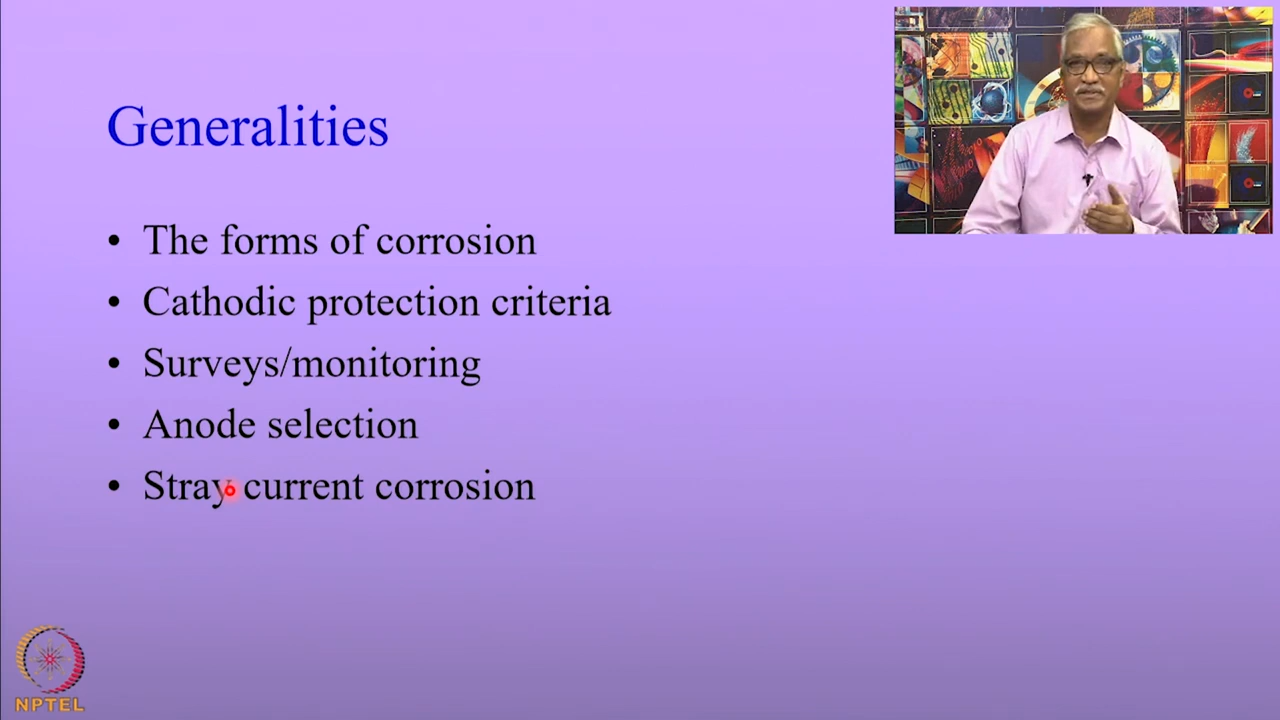 Generalities
• The forms of corrosion
• Cathodic protection criteria
• Surveys/monitoring
• Anode selection
• Stray current corrosion
NPTEL